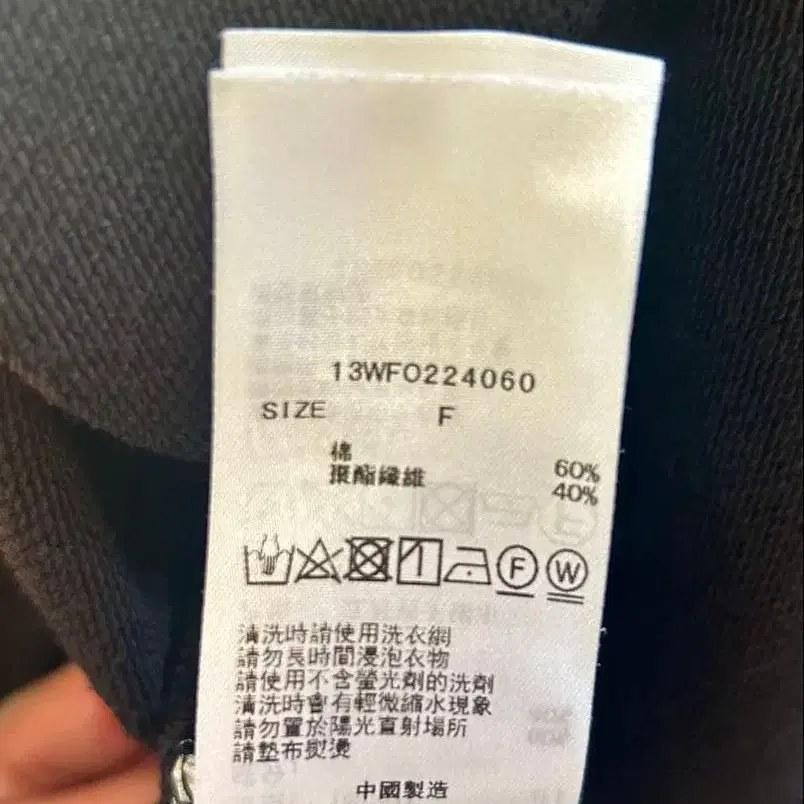 13WFO224060
SIZE F
棉 60%
聚酯纖維 40%
F W
清洗時請使用洗衣網
請勿長時間浸泡衣物
請使用不含螢光劑的洗劑
清洗時會有輕微縮水現象
請勿置於陽光直射場所
請墊布熨燙
中國製造